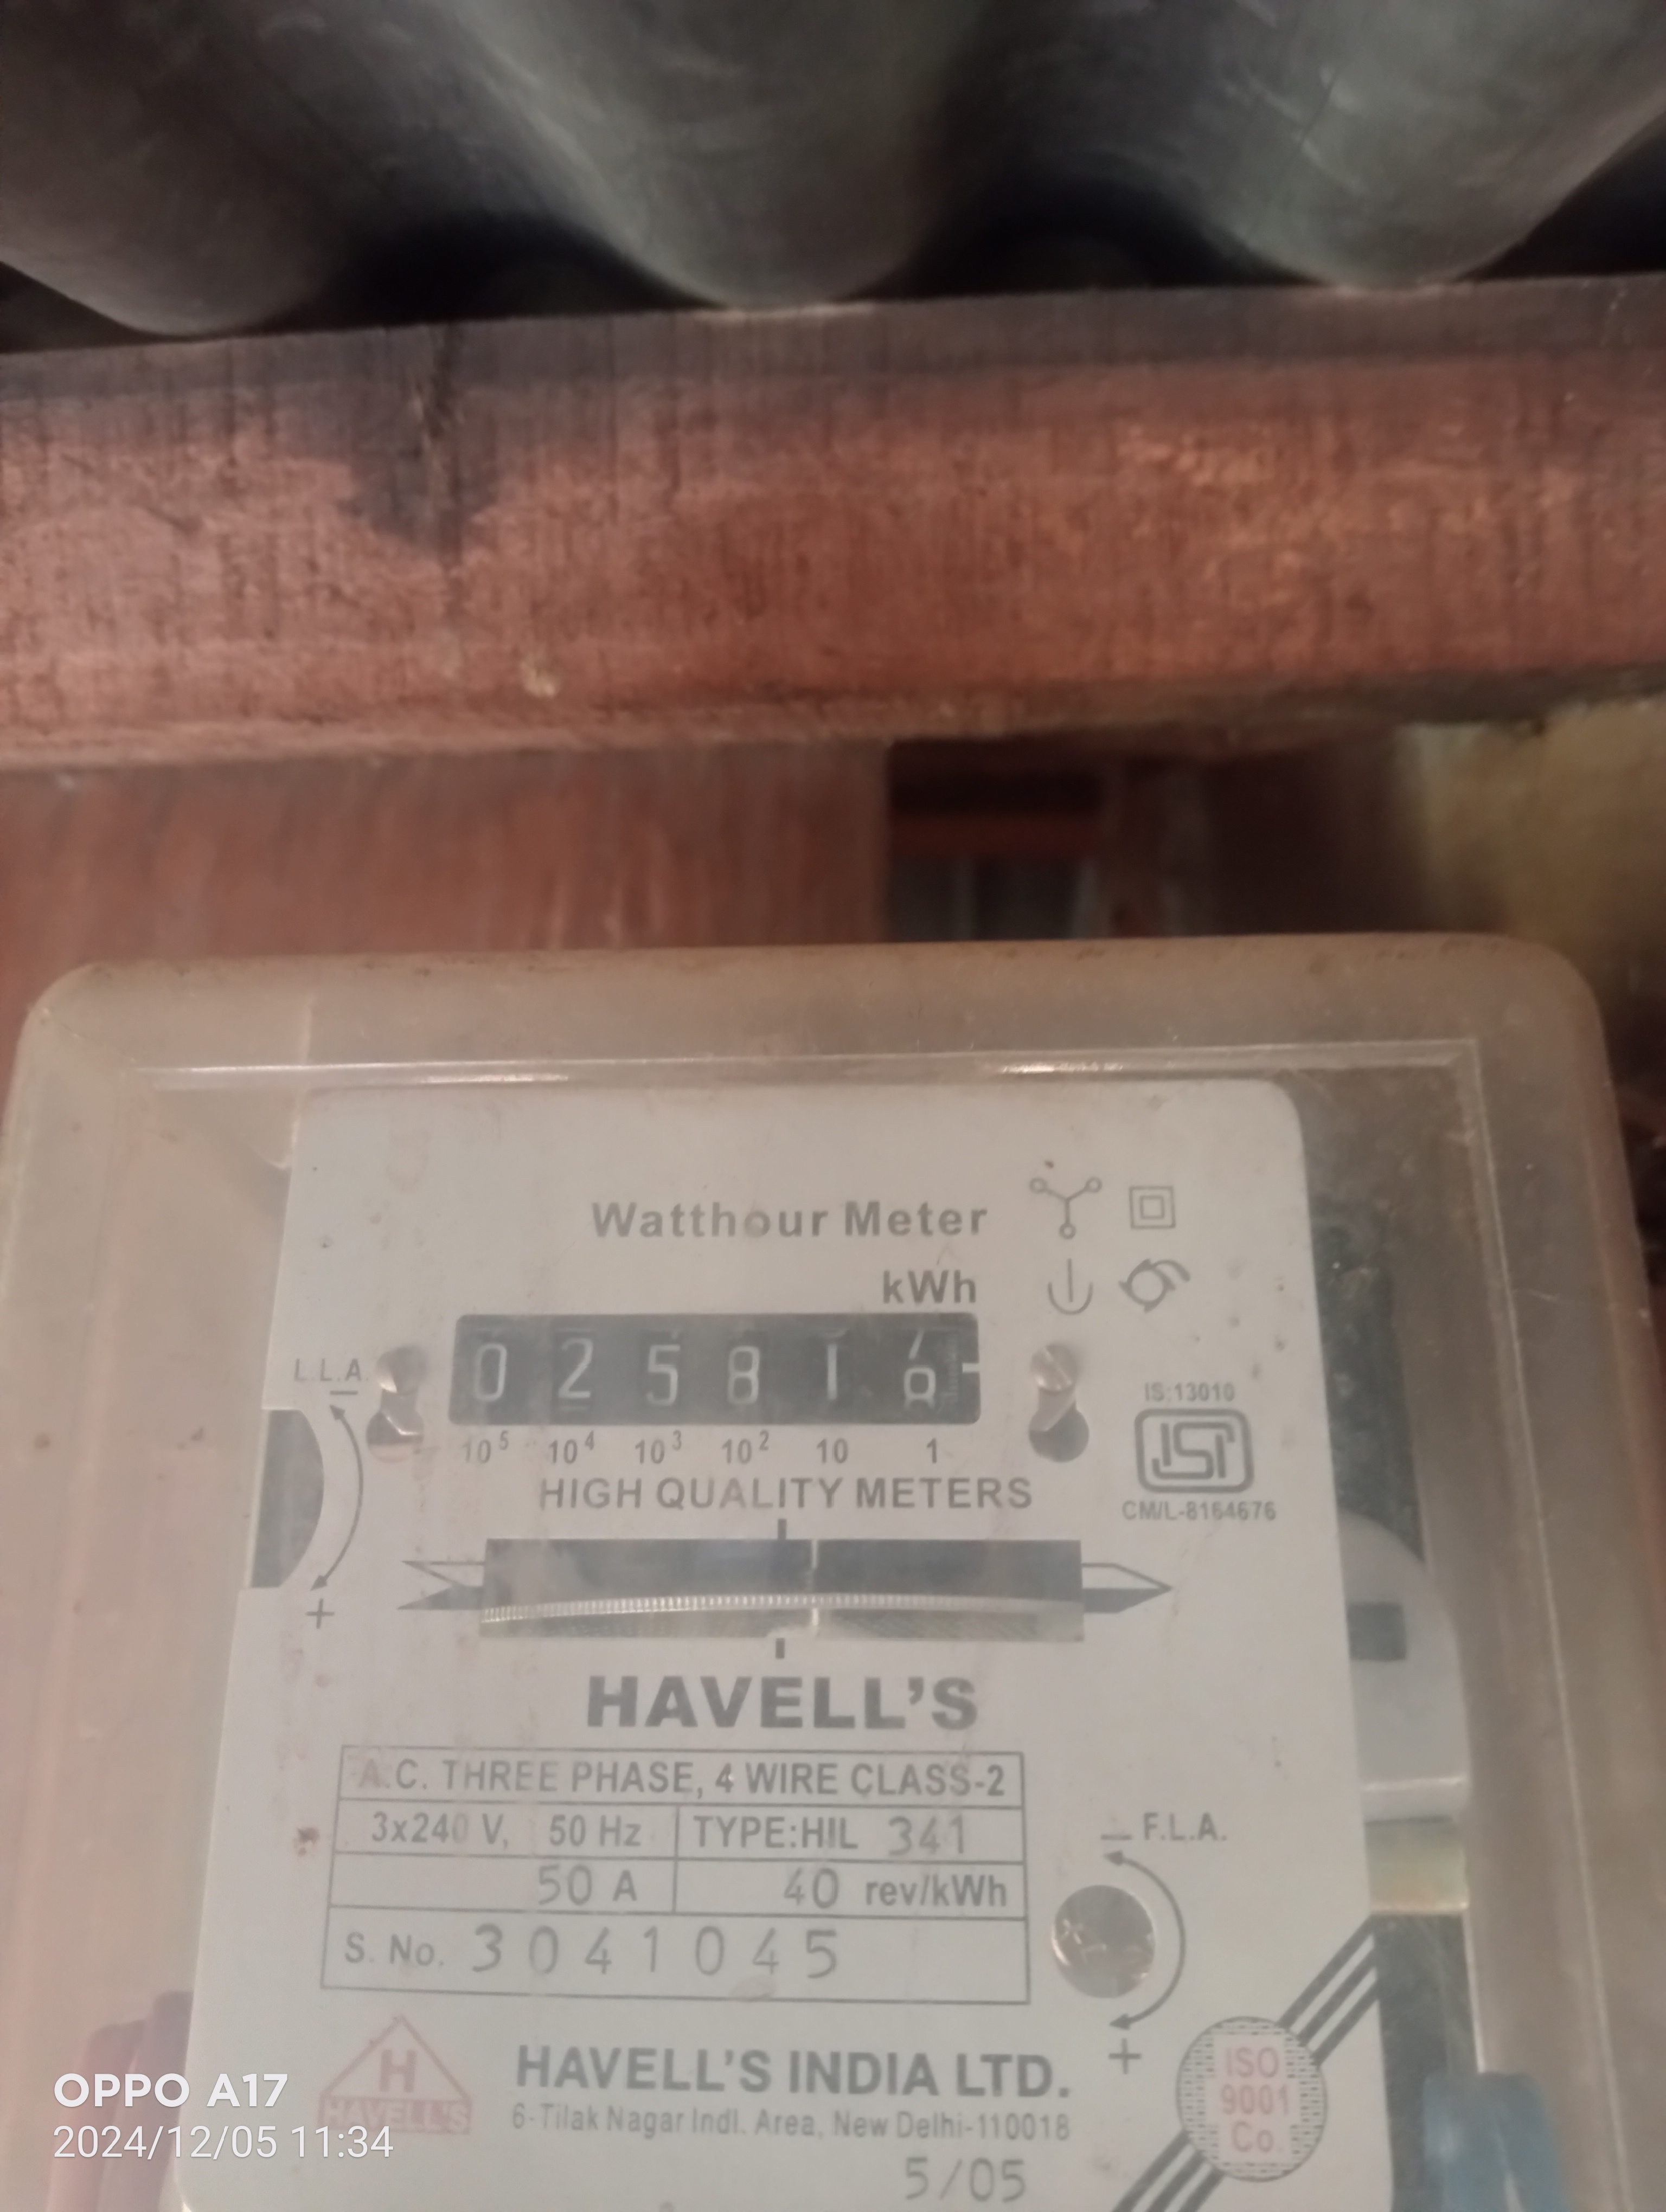 Watthour Meter
kWh
L.L.A.
0 2 5 8 1
10⁵ 10⁴ 10³ 10² 10 1
IS:13010
ISI
CM/L-8164676
HIGH QUALITY METERS
+
HAVELL'S
A.C. THREE PHASE, 4 WIRE CLASS-2
3x240 V, 50 Hz TYPE:HIL 341
50 A 40 rev/kWh
S. No. 3041045
– F.L.A.
+
H
HAVELL'S
HAVELL'S INDIA LTD.
6-Tilak Nagar Indl. Area, New Delhi-110018
5/05
ISO
9001
Co.
OPPO A17
2024/12/05 11:34